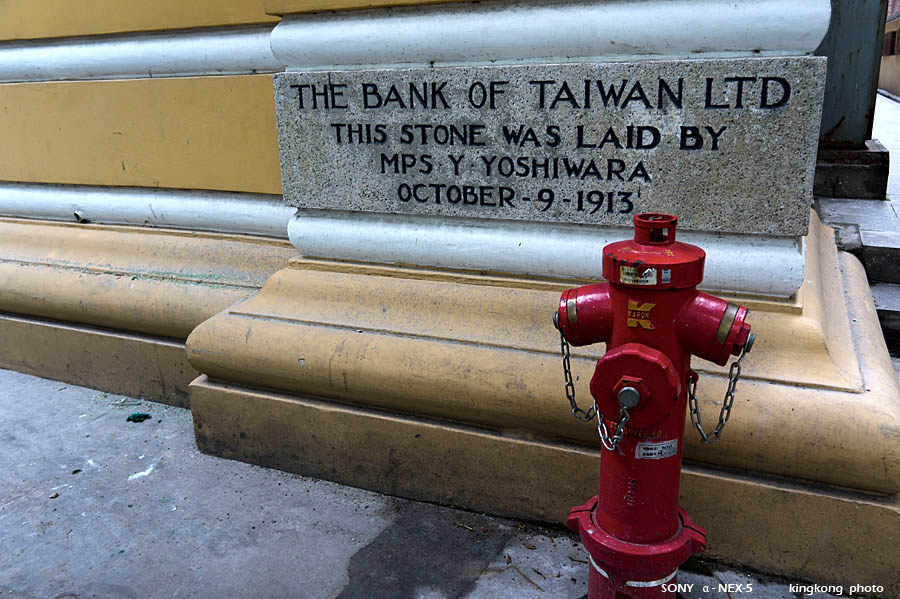 THE BANK OF TAIWAN LTD
THIS STONE WAS LAID BY
MPS Y YOSHIWARA
OCTOBER - 9 - 1913
K
SONY α - NEX-5 kingkong photo